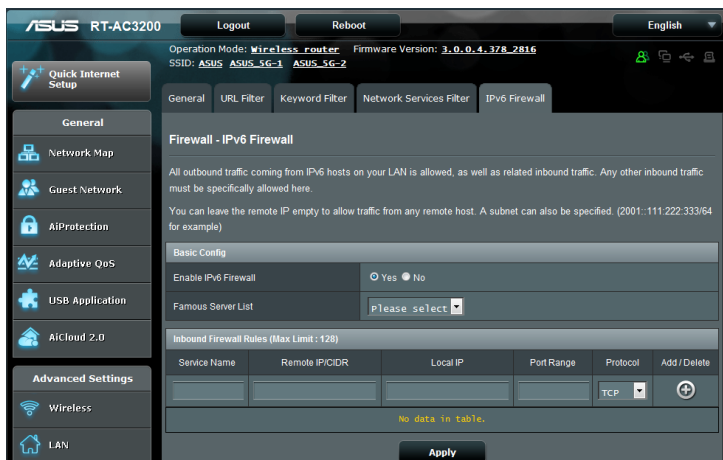 ASUS RT-AC3200
Logout
Reboot
English
Operation Mode: Wireless router Firmware Version: 3.0.0.4.378_2816
SSID: ASUS ASUS_5G-1 ASUS_5G-2
Quick Internet
Setup
General
Network Map
Guest Network
AiProtection
Adaptive QoS
USB Application
AiCloud 2.0
Advanced Settings
Wireless
LAN
General URL Filter Keyword Filter Network Services Filter IPv6 Firewall
Firewall - IPv6 Firewall
All outbound traffic coming from IPv6 hosts on your LAN is allowed, as well as related inbound traffic. Any other inbound traffic
must be specifically allowed here.
You can leave the remote IP empty to allow traffic from any remote host. A subnet can also be specified. (2001::111:222:333/64
for example)
Basic Config
Enable IPv6 Firewall Yes No
Famous Server List Please select
Inbound Firewall Rules (Max Limit : 128)
Service Name Remote IP/CIDR Local IP Port Range Protocol Add / Delete
TCP
No data in table.
Apply